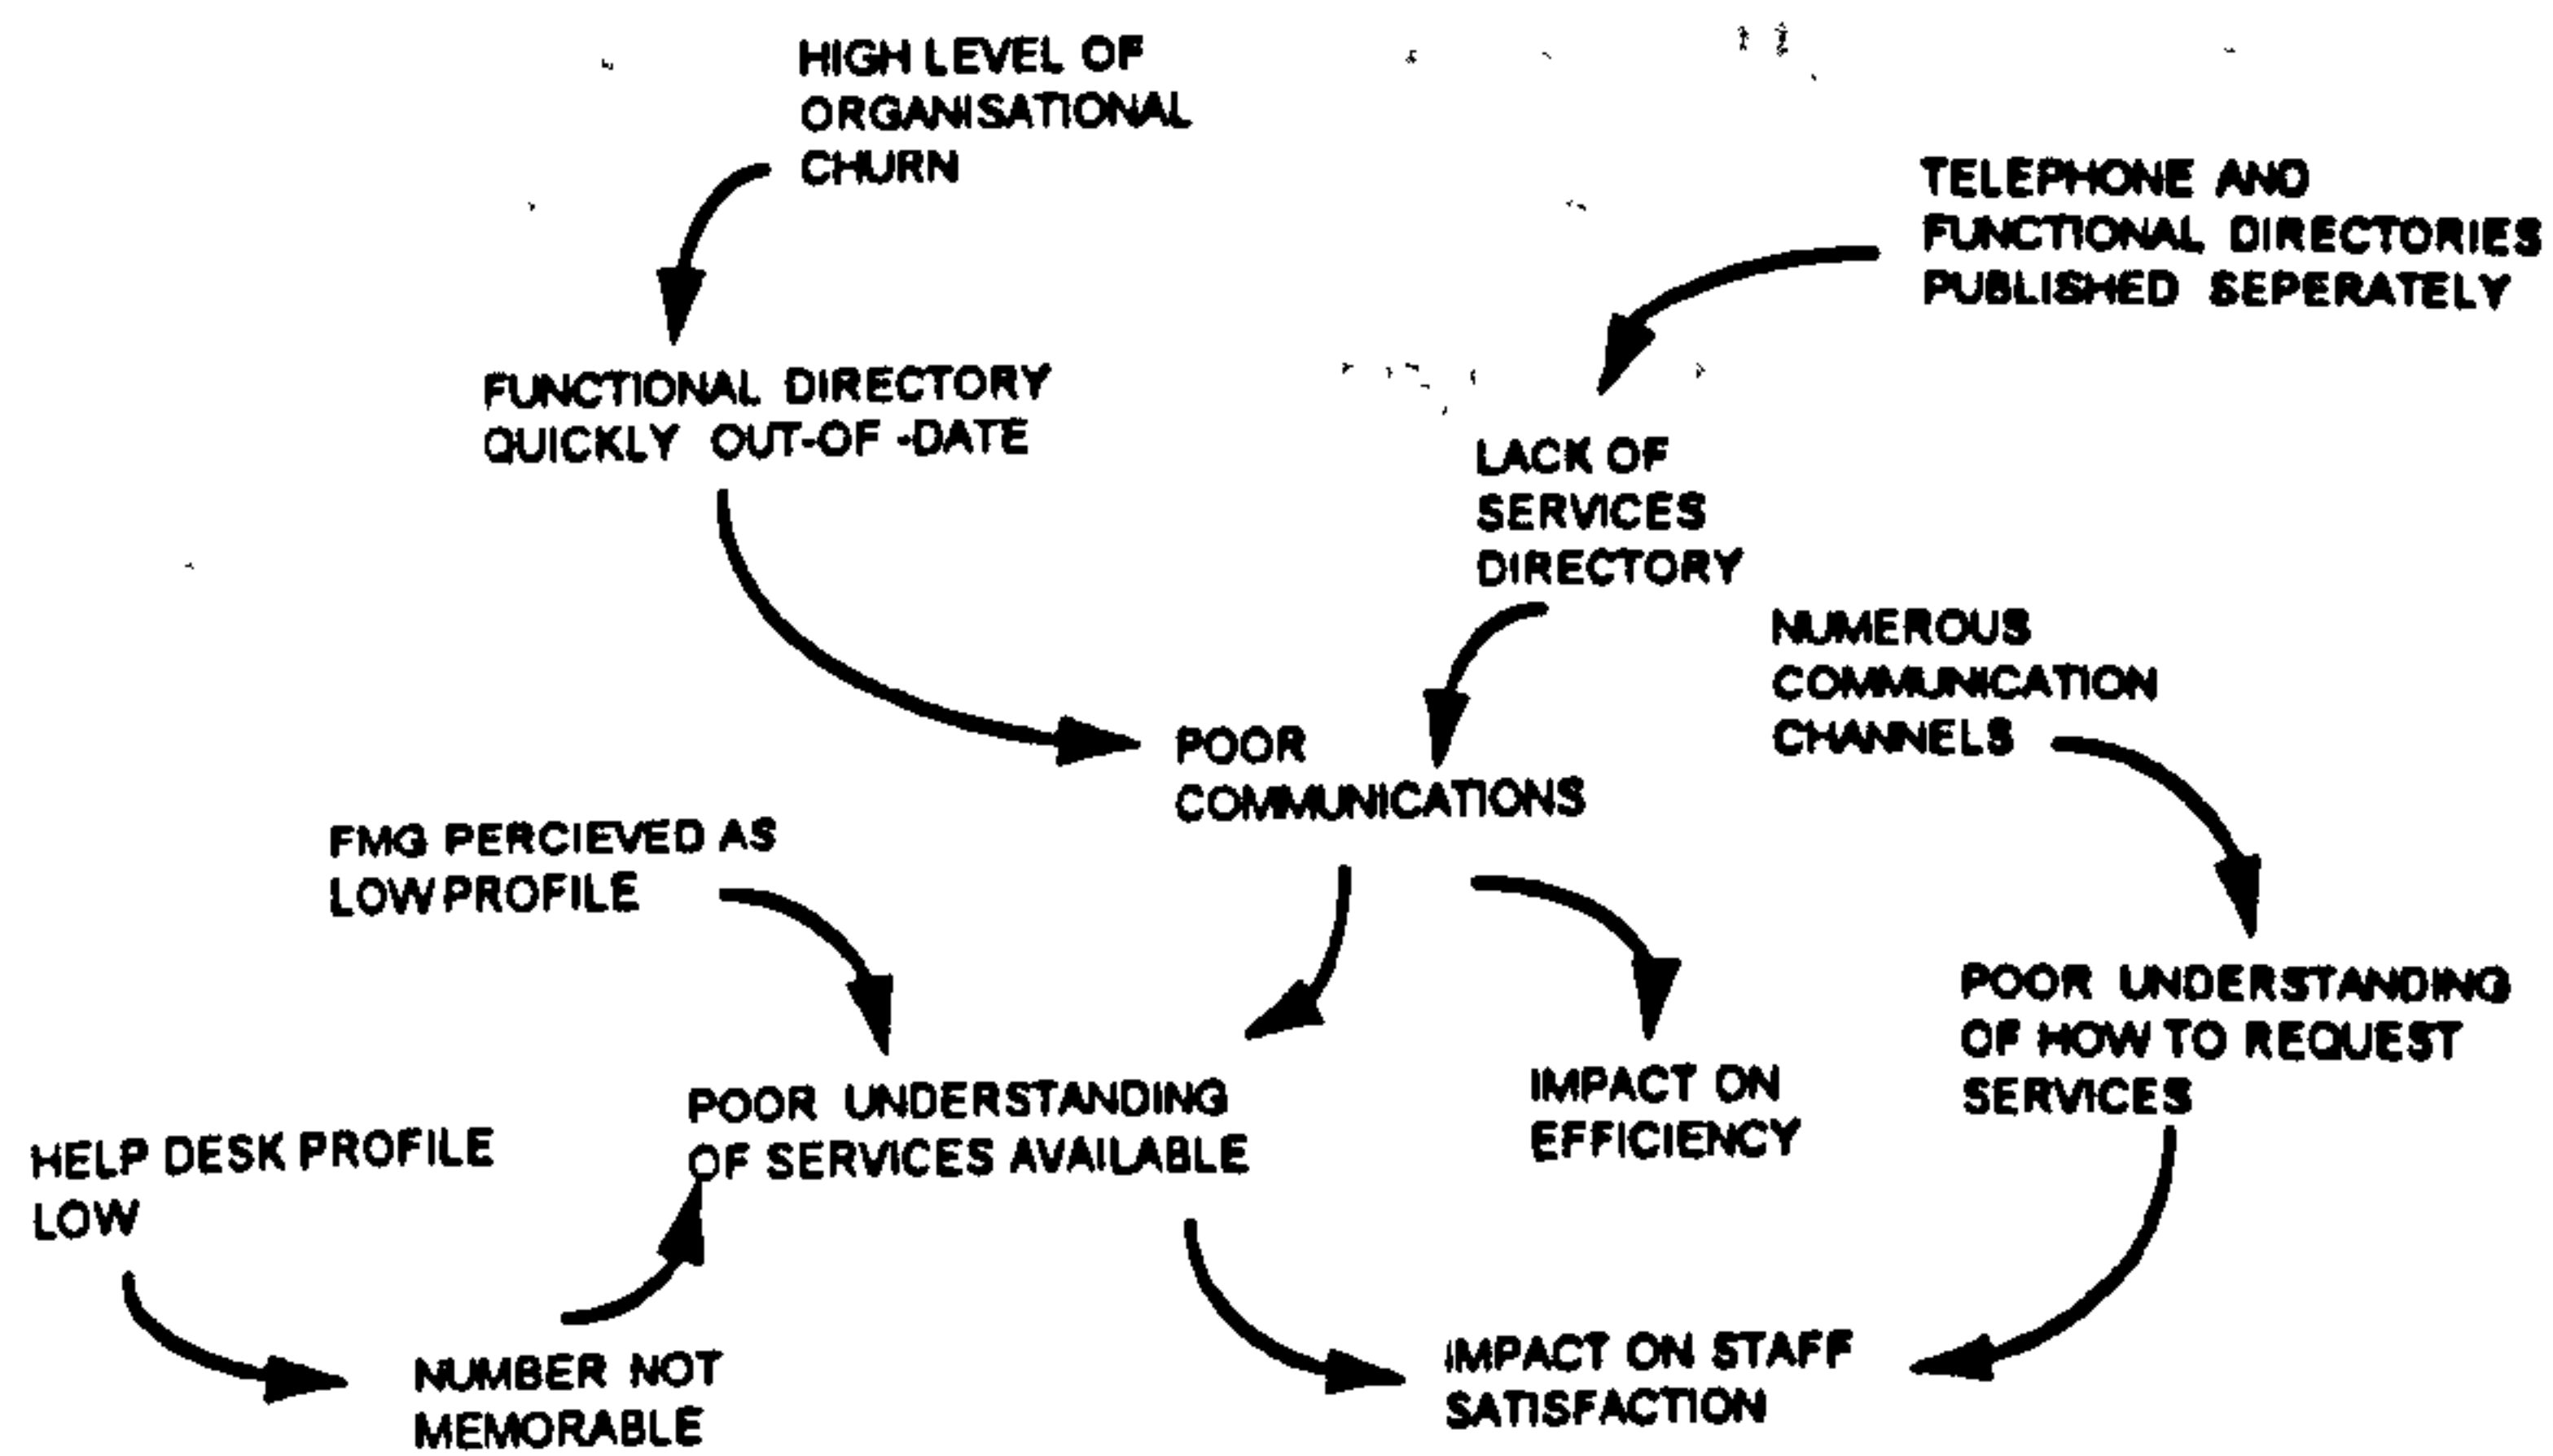 HIGH LEVEL OF
ORGANISATIONAL
CHURN
TELEPHONE AND
FUNCTIONAL DIRECTORIES
PUBLISHED SEPERATELY
FUNCTIONAL DIRECTORY
QUICKLY OUT-OF -DATE
LACK OF
SERVICES
DIRECTORY
NUMEROUS
COMMUNICATION
CHANNELS
POOR
COMMUNICATIONS
FMG PERCIEVED AS
LOW PROFILE
POOR UNDERSTANDING
OF HOW TO REQUEST
SERVICES
IMPACT ON
EFFICIENCY
POOR UNDERSTANDING
OF SERVICES AVAILABLE
HELP DESK PROFILE
LOW
NUMBER NOT
MEMORABLE
IMPACT ON STAFF
SATISFACTION